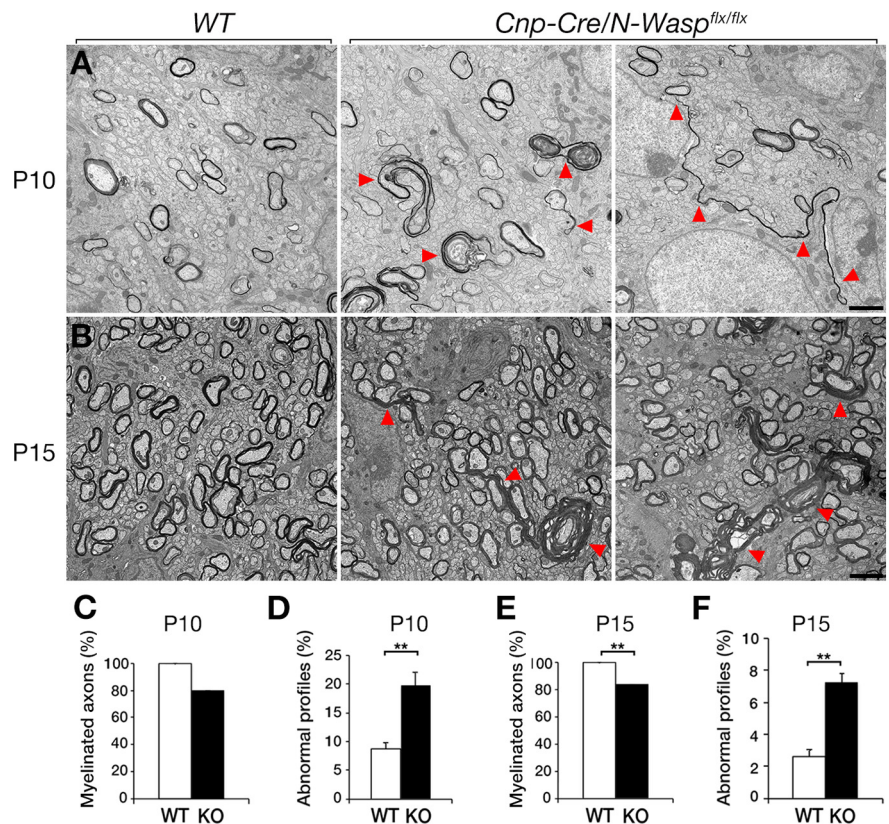 WT
Cnp-Cre/N-Wasp^flx/flx
A
P10
B
P15
C
P10
Myelinated axons (%)
100
80
60
40
20
0
WT KO
D
P10
Abnormal profiles (%)
25
20
15
10
5
0
**
WT KO
E
P15
Myelinated axons (%)
100
80
60
40
20
0
**
WT KO
F
P15
Abnormal profiles (%)
10
8
6
4
2
0
**
WT KO